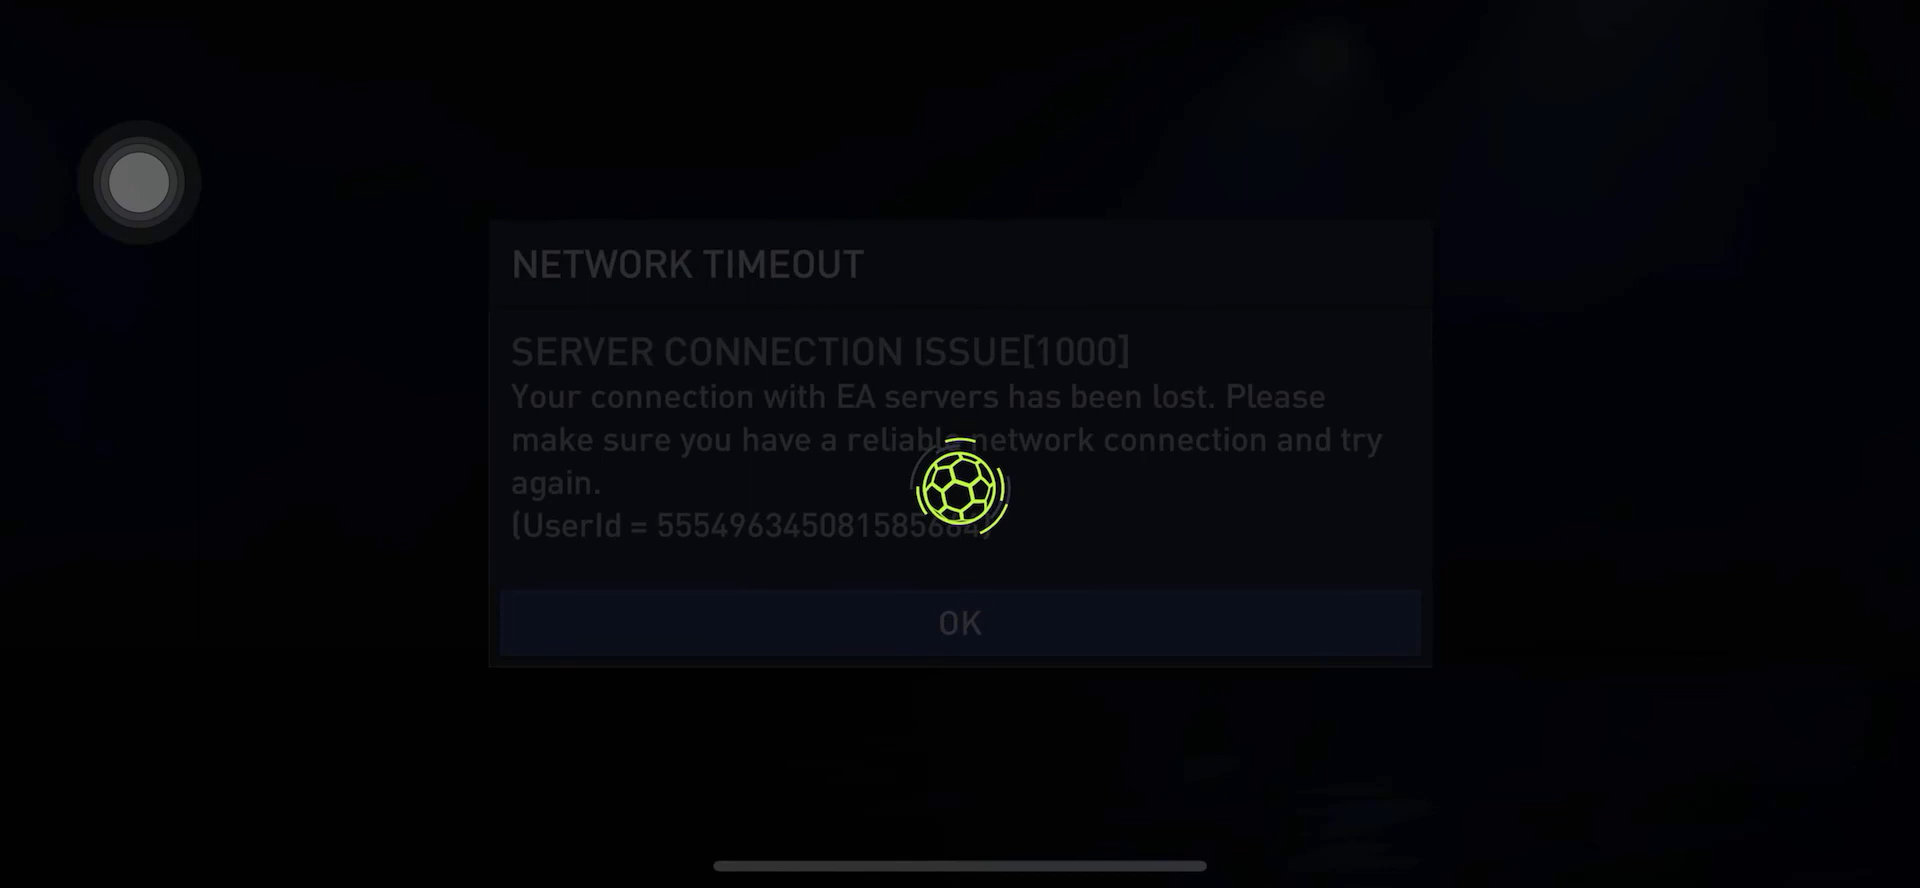 NETWORK TIMEOUT
SERVER CONNECTION ISSUE[1000]
Your connection with EA servers has been lost. Please
make sure you have a reliable network connection and try
again.
(UserId =
OK